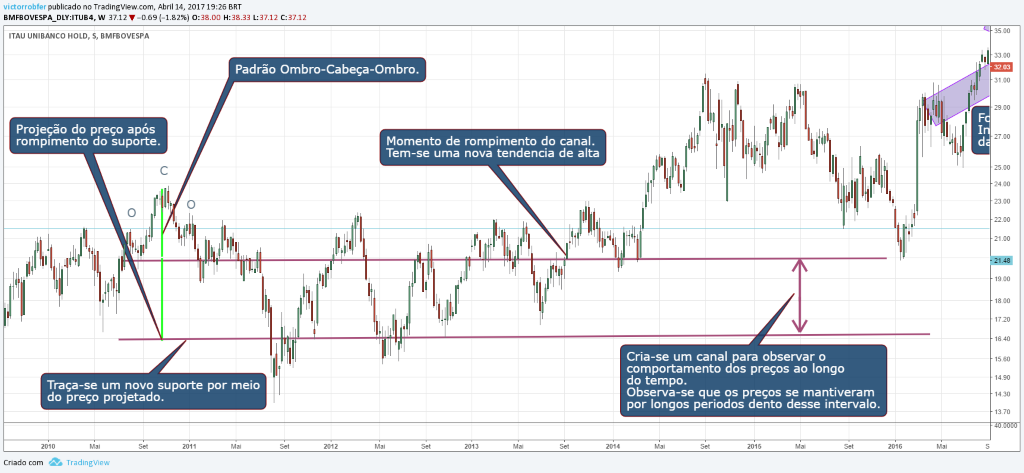 victorrobfer publicado no TradingView.com, Abril 14, 2017 19:26 BRT
BMFBOVESPA_DLY:ITUB4, W 37.12 ▼ −0.69 (−1.82%) O:38.00 H:38.33 L:37.12 C:37.12
ITAU UNIBANCO HOLD, S, BMFBOVESPA
Padrão Ombro-Cabeça-Ombro.
Projeção do preço após
rompimento do suporte.
Momento de rompimento do canal.
Tem-se uma nova tendencia de alta
O
C
O
Fo
In
da
Traça-se um novo suporte por meio
do preço projetado.
Cria-se um canal para observar o
comportamento dos preços ao longo
do tempo.
Observa-se que os preços se mantiveram
por longos periodos dento desse intervalo.
35.00
32.03
31.00
29.00
27.00
25.00
24.00
23.00
22.00
21.00
21.48
19.00
18.00
17.20
16.40
15.60
14.90
14.30
13.70
40.0000
2010 Mai Set 2011 Mai Set 2012 Mai Set 2013 Mai Set 2014 Mai Set 2015 Mai Set 2016 Mai S
Criado com TradingView